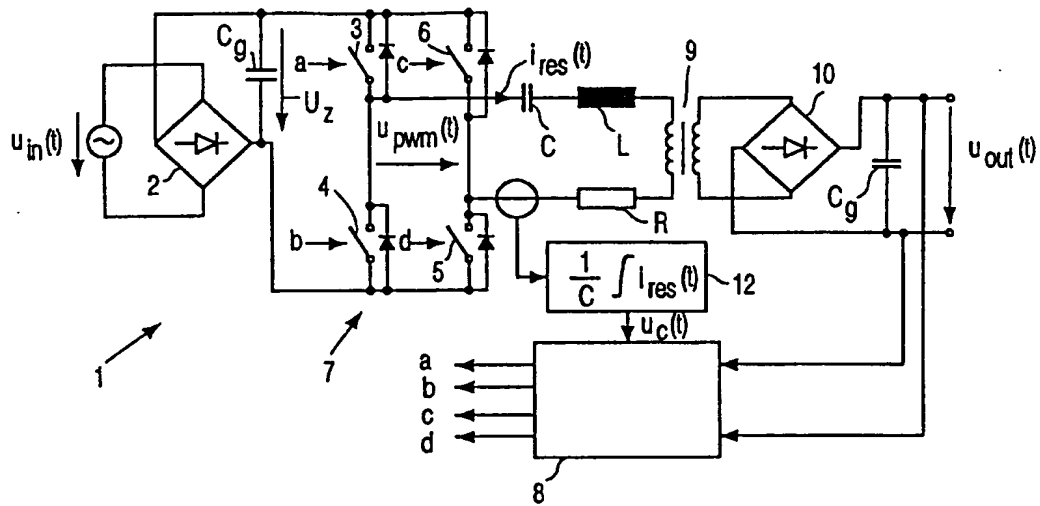 3
6
9
10
C_g
a
c
i_res(t)
U_z
u_in(t)
2
u_pwm(t)
C
L
C_g
u_out(t)
4
b
d
5
R
1/C ∫ i_res(t)
12
u_c(t)
1
7
a
b
c
d
8